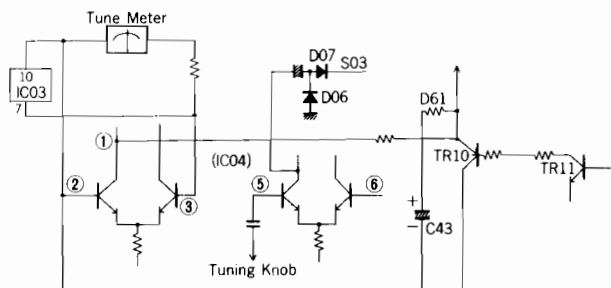 Tune Meter
10
IC03
7
D07
S03
D06
D61
①
(IC04)
TR10
TR11
②
③
⑤
⑥
+
−
C43
Tuning Knob